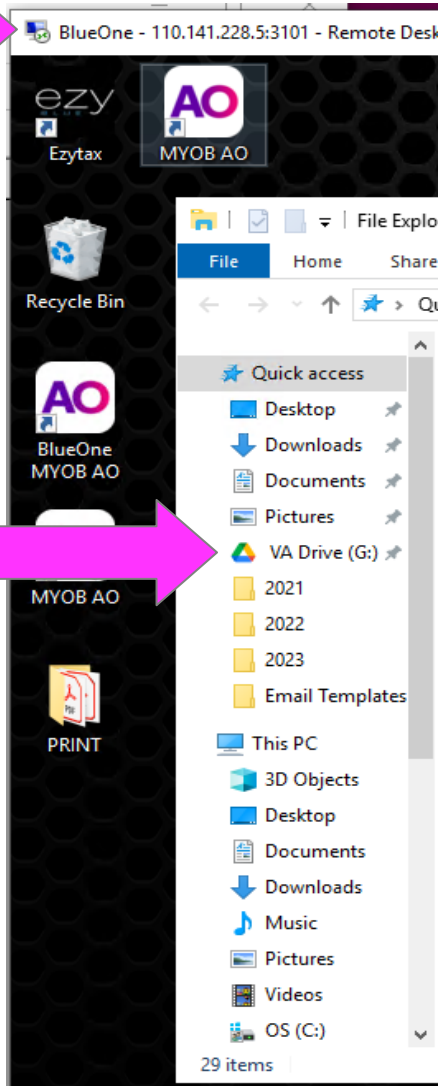 BlueOne - 110.141.228.5:3101 - Remote Desk
ezy
BLUE
AO
Ezytax
MYOB AO
File Explo
File Home Share
Qu
Recycle Bin
Quick access
AO
Desktop
Downloads
BlueOne
MYOB AO
Documents
Pictures
VA Drive (G:)
MYOB AO
2021
2022
2023
Email Templates
PDF
PRINT
This PC
3D Objects
Desktop
Documents
Downloads
Music
Pictures
Videos
OS (C:)
29 items